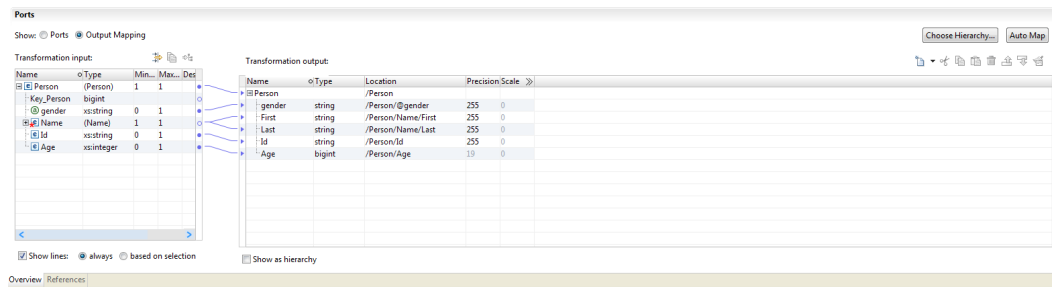 Ports
Show: Ports Output Mapping
Choose Hierarchy... Auto Map
Transformation input:
Transformation output:
Name Type Min... Max... Des
Person (Person) 1 1
Key_Person bigint
gender xs:string 0 1
Name (Name) 1 1
Id xs:string 0 1
Age xs:integer 0 1
Name Type Location Precision Scale
Person /Person
gender string /Person/@gender 255 0
First string /Person/Name/First 255 0
Last string /Person/Name/Last 255 0
Id string /Person/Id 255 0
Age bigint /Person/Age 19 0
Show lines: always based on selection
Show as hierarchy
Overview References